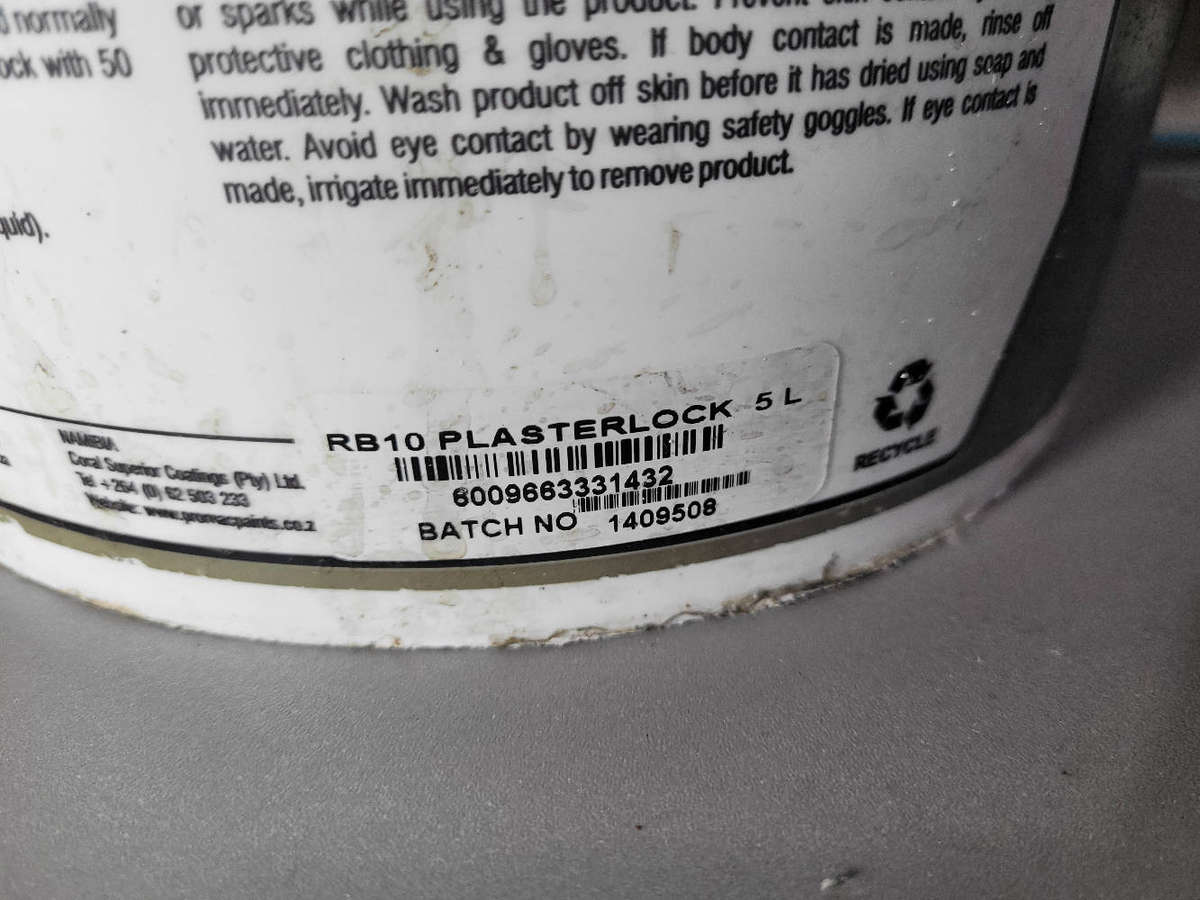 normally
ock with 50
quid).
or sparks while using the product. Prevent skin
protective clothing & gloves. If body contact is made, rinse off
immediately. Wash product off skin before it has dried using soap and
water. Avoid eye contact by wearing safety goggles. If eye contact is
made, irrigate immediately to remove product.
NAMIBIA
Coral Superior Coatings (Pty) Ltd.
Tel +264 (0) 62 503 233
Website: www.promacpaints.co.z
RB10 PLASTERLOCK 5 L
6009663331432
BATCH NO 1409508
RECYCLE